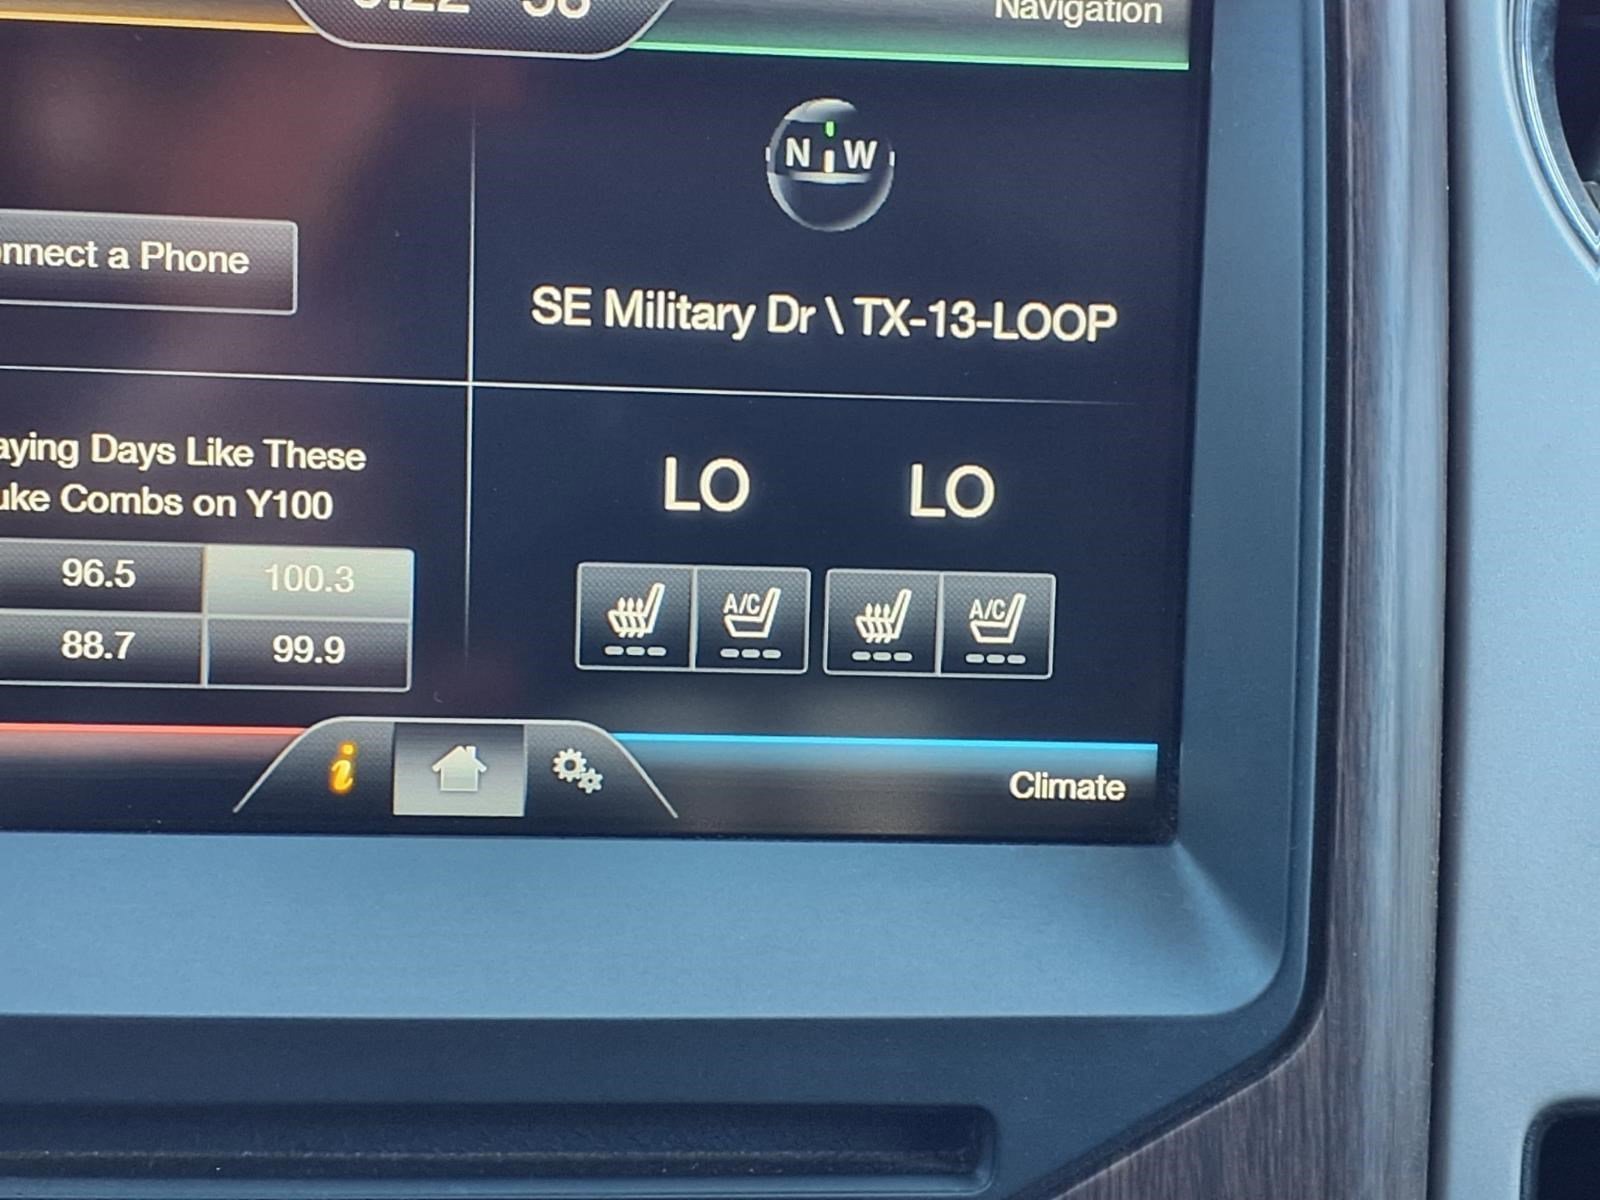 Navigation
N W
nnect a Phone
SE Military Dr \ TX-13-LOOP
aying Days Like These
uke Combs on Y100
LO LO
96.5 100.3
88.7 99.9
A/C A/C
i
Climate